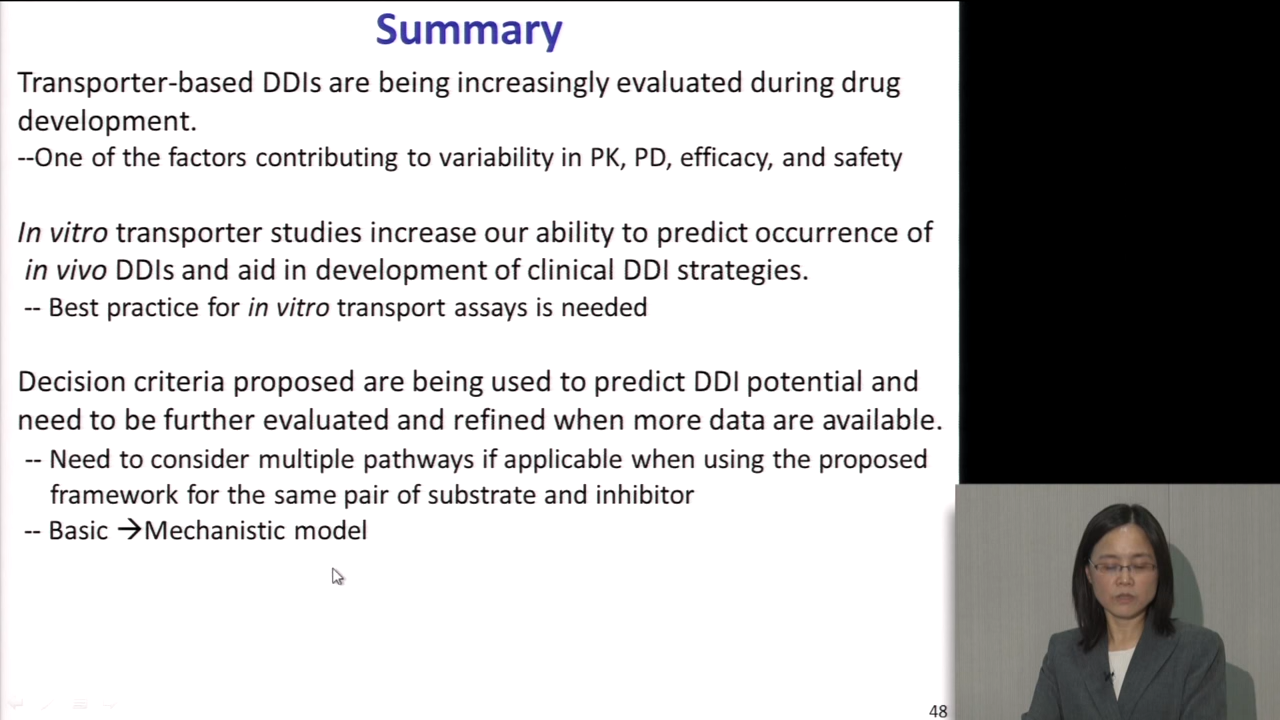 Summary
Transporter-based DDIs are being increasingly evaluated during drug
development.
--One of the factors contributing to variability in PK, PD, efficacy, and safety
In vitro transporter studies increase our ability to predict occurrence of
in vivo DDIs and aid in development of clinical DDI strategies.
-- Best practice for in vitro transport assays is needed
Decision criteria proposed are being used to predict DDI potential and
need to be further evaluated and refined when more data are available.
-- Need to consider multiple pathways if applicable when using the proposed
framework for the same pair of substrate and inhibitor
-- Basic →Mechanistic model
48